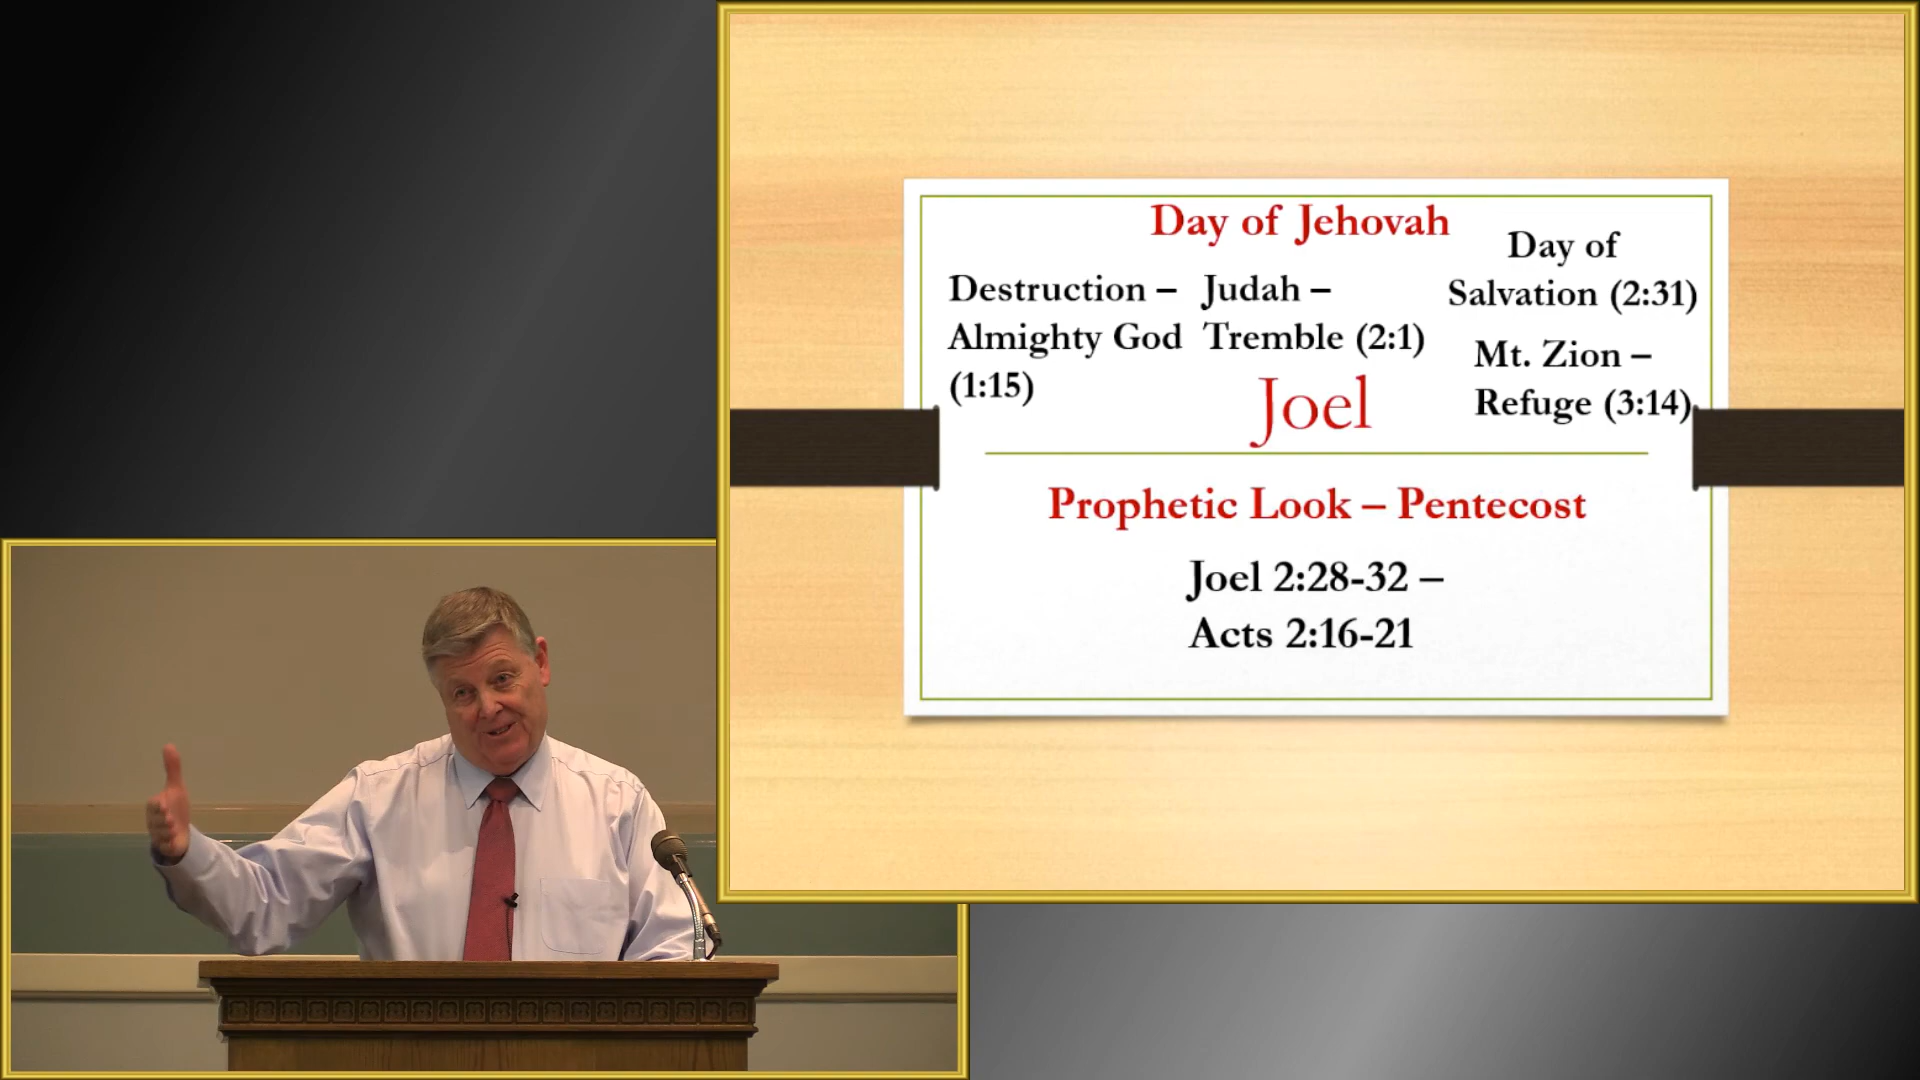 Day of Jehovah
Destruction –
Almighty God
(1:15)
Judah –
Tremble (2:1)
Day of
Salvation (2:31)
Mt. Zion –
Refuge (3:14)
Joel
Prophetic Look – Pentecost
Joel 2:28-32 –
Acts 2:16-21